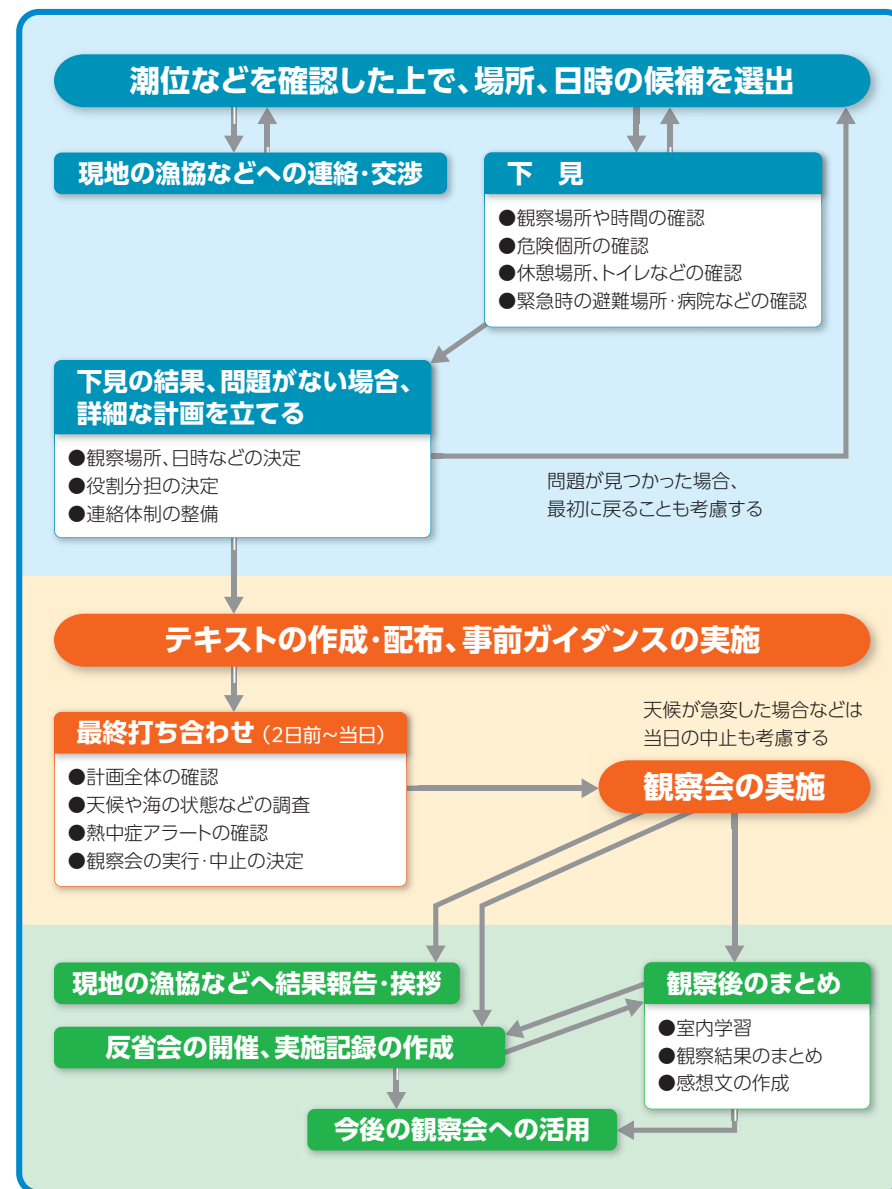 潮位などを確認した上で、場所、日時の候補を選出
現地の漁協などへの連絡・交渉
下 見
●観察場所や時間の確認
●危険個所の確認
●休憩場所、トイレなどの確認
●緊急時の避難場所・病院などの確認
下見の結果、問題がない場合、
詳細な計画を立てる
●観察場所、日時などの決定
●役割分担の決定
●連絡体制の整備
問題が見つかった場合、
最初に戻ることも考慮する
テキストの作成・配布、事前ガイダンスの実施
最終打ち合わせ（2日前～当日）
●計画全体の確認
●天候や海の状態などの調査
●熱中症アラートの確認
●観察会の実行・中止の決定
天候が急変した場合などは
当日の中止も考慮する
観察会の実施
現地の漁協などへ結果報告・挨拶
反省会の開催、実施記録の作成
観察後のまとめ
●室内学習
●観察結果のまとめ
●感想文の作成
今後の観察会への活用